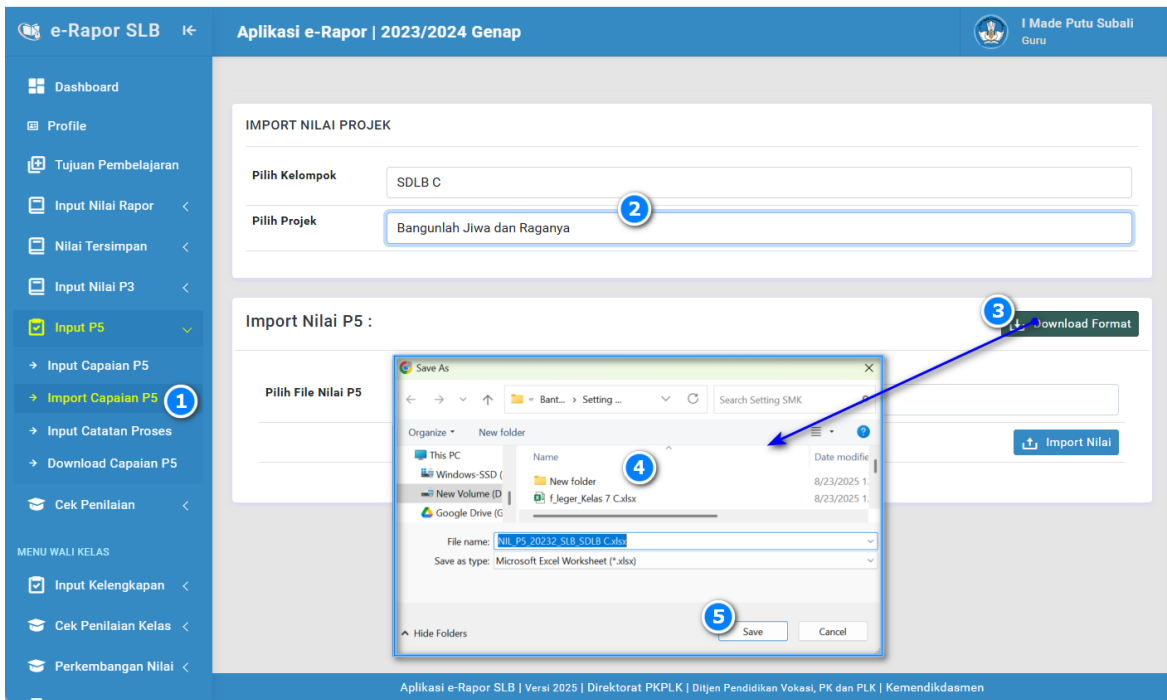 e-Rapor SLB
Aplikasi e-Rapor | 2023/2024 Genap
I Made Putu Subali
Guru
Dashboard
Profile
Tujuan Pembelajaran
Input Nilai Rapor
Nilai Tersimpan
Input Nilai P3
Input P5
Input Capaian P5
Import Capaian P5
1
Input Catatan Proses
Download Capaian P5
Cek Penilaian
MENU WALI KELAS
Input Kelengkapan
Cek Penilaian Kelas
Perkembangan Nilai
IMPORT NILAI PROJEK
Pilih Kelompok
SDLB C
2
Pilih Projek
Bangunlah Jiwa dan Raganya
Import Nilai P5 :
3
Download Format
Pilih File Nilai P5
Import Nilai
Save As
« Bant... > Setting ...
Search Setting SMK
Organize
New folder
This PC
Windows-SSD (
New Volume (D
Google Drive (G
Name
Date modifie
4
New folder
8/23/2025 1
f_leger_Kelas 7 C.xlsx
8/23/2025 1
File name: NIL_P5_20232_SLB_SDLB C.xlsx
Save as type: Microsoft Excel Worksheet (*.xlsx)
5
Hide Folders
Save
Cancel
Aplikasi e-Rapor SLB | Versi 2025 | Direktorat PKPLK | Ditjen Pendidikan Vokasi, PK dan PLK | Kemendikdasmen